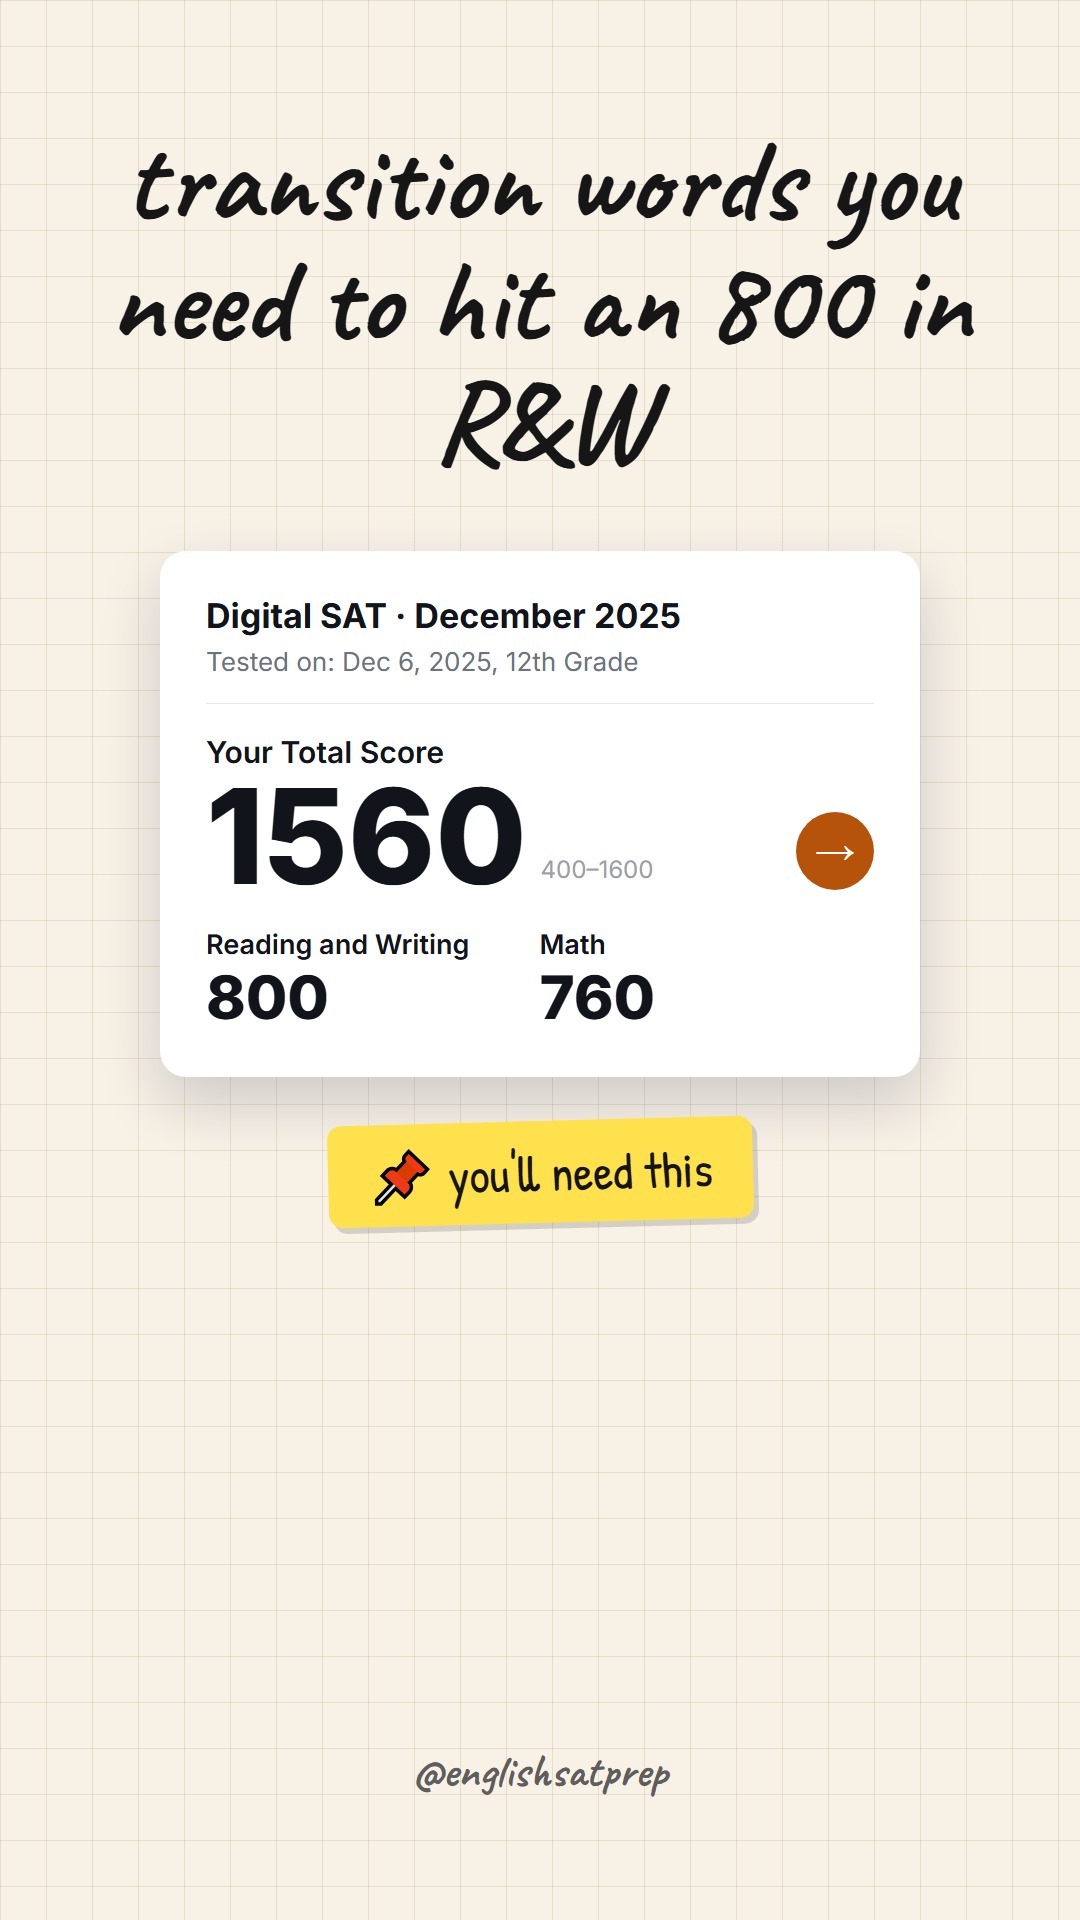 transition words you
need to hit an 800 in
R&W
Digital SAT · December 2025
Tested on: Dec 6, 2025, 12th Grade
Your Total Score
1560 400–1600
→
Reading and Writing Math
800 760
📌 you'll need this
@englishsatprep